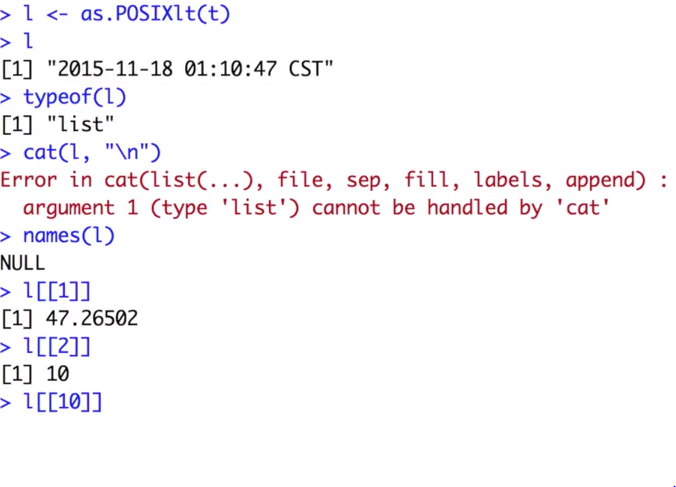 > l <- as.POSIXlt(t)
> l
[1] "2015-11-18 01:10:47 CST"
> typeof(l)
[1] "list"
> cat(l, "\n")
Error in cat(list(...), file, sep, fill, labels, append) :
  argument 1 (type 'list') cannot be handled by 'cat'
> names(l)
NULL
> l[[1]]
[1] 47.26502
> l[[2]]
[1] 10
> l[[10]]